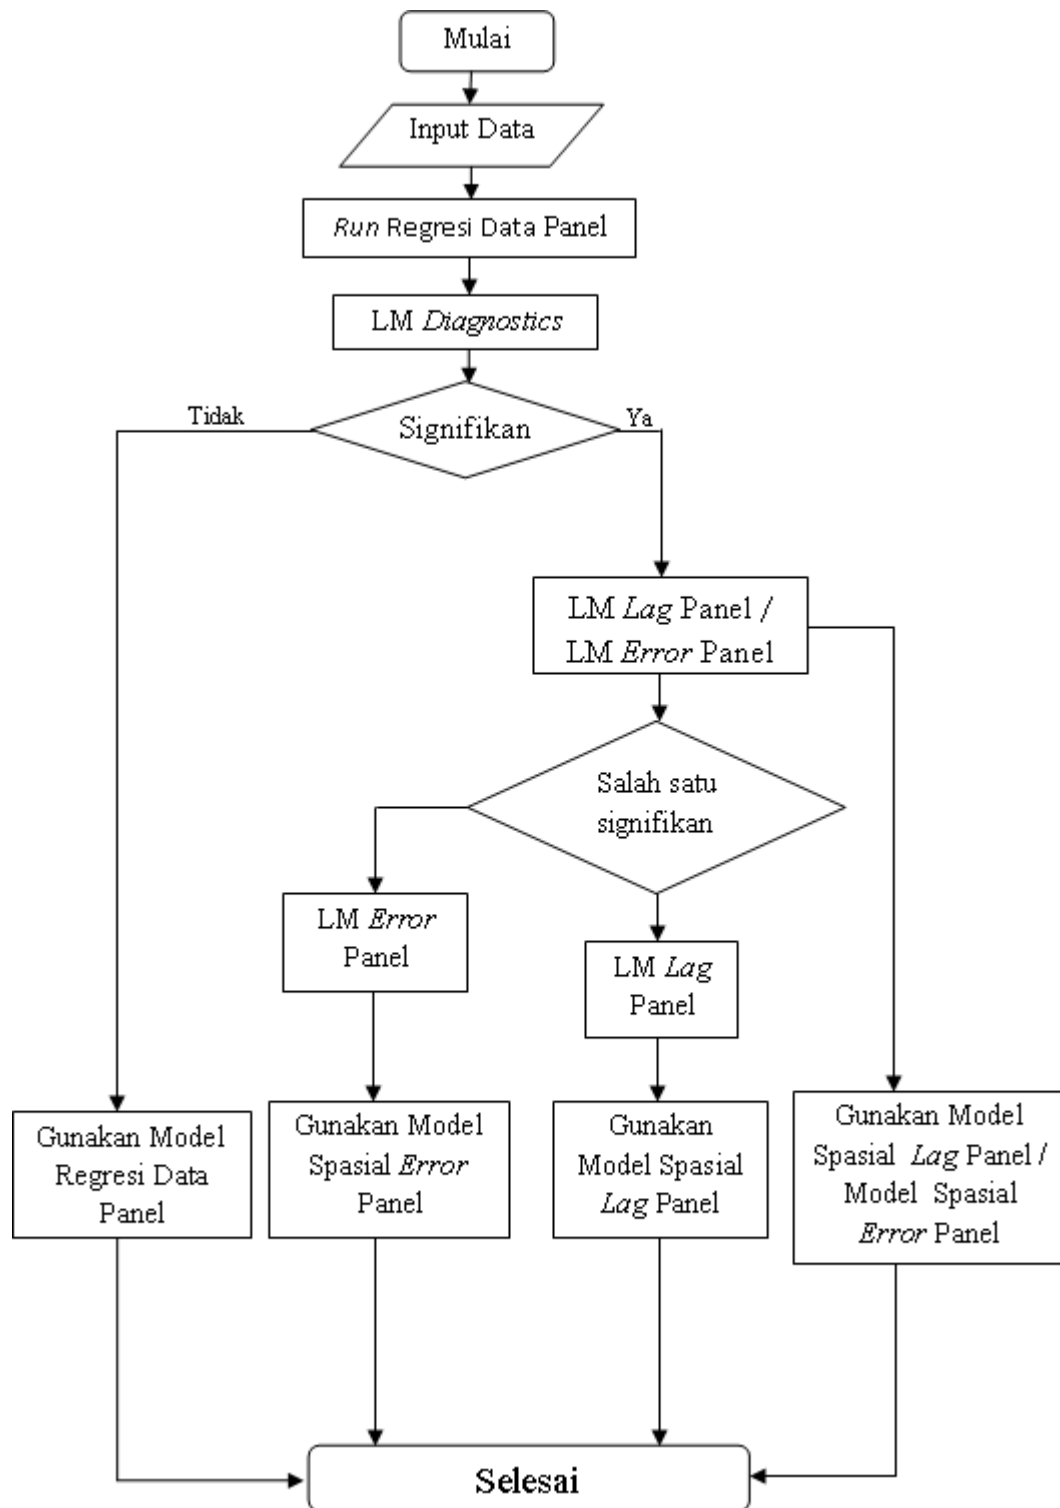 Mulai
Input Data
Run Regresi Data Panel
LM Diagnostics
Tidak
Signifikan
Ya
LM Lag Panel /
LM Error Panel
Salah satu
signifikan
LM Error
Panel
LM Lag
Panel
Gunakan Model
Regresi Data
Panel
Gunakan Model
Spasial Error
Panel
Gunakan
Model Spasial
Lag Panel
Gunakan Model
Spasial Lag Panel /
Model Spasial
Error Panel
Selesai